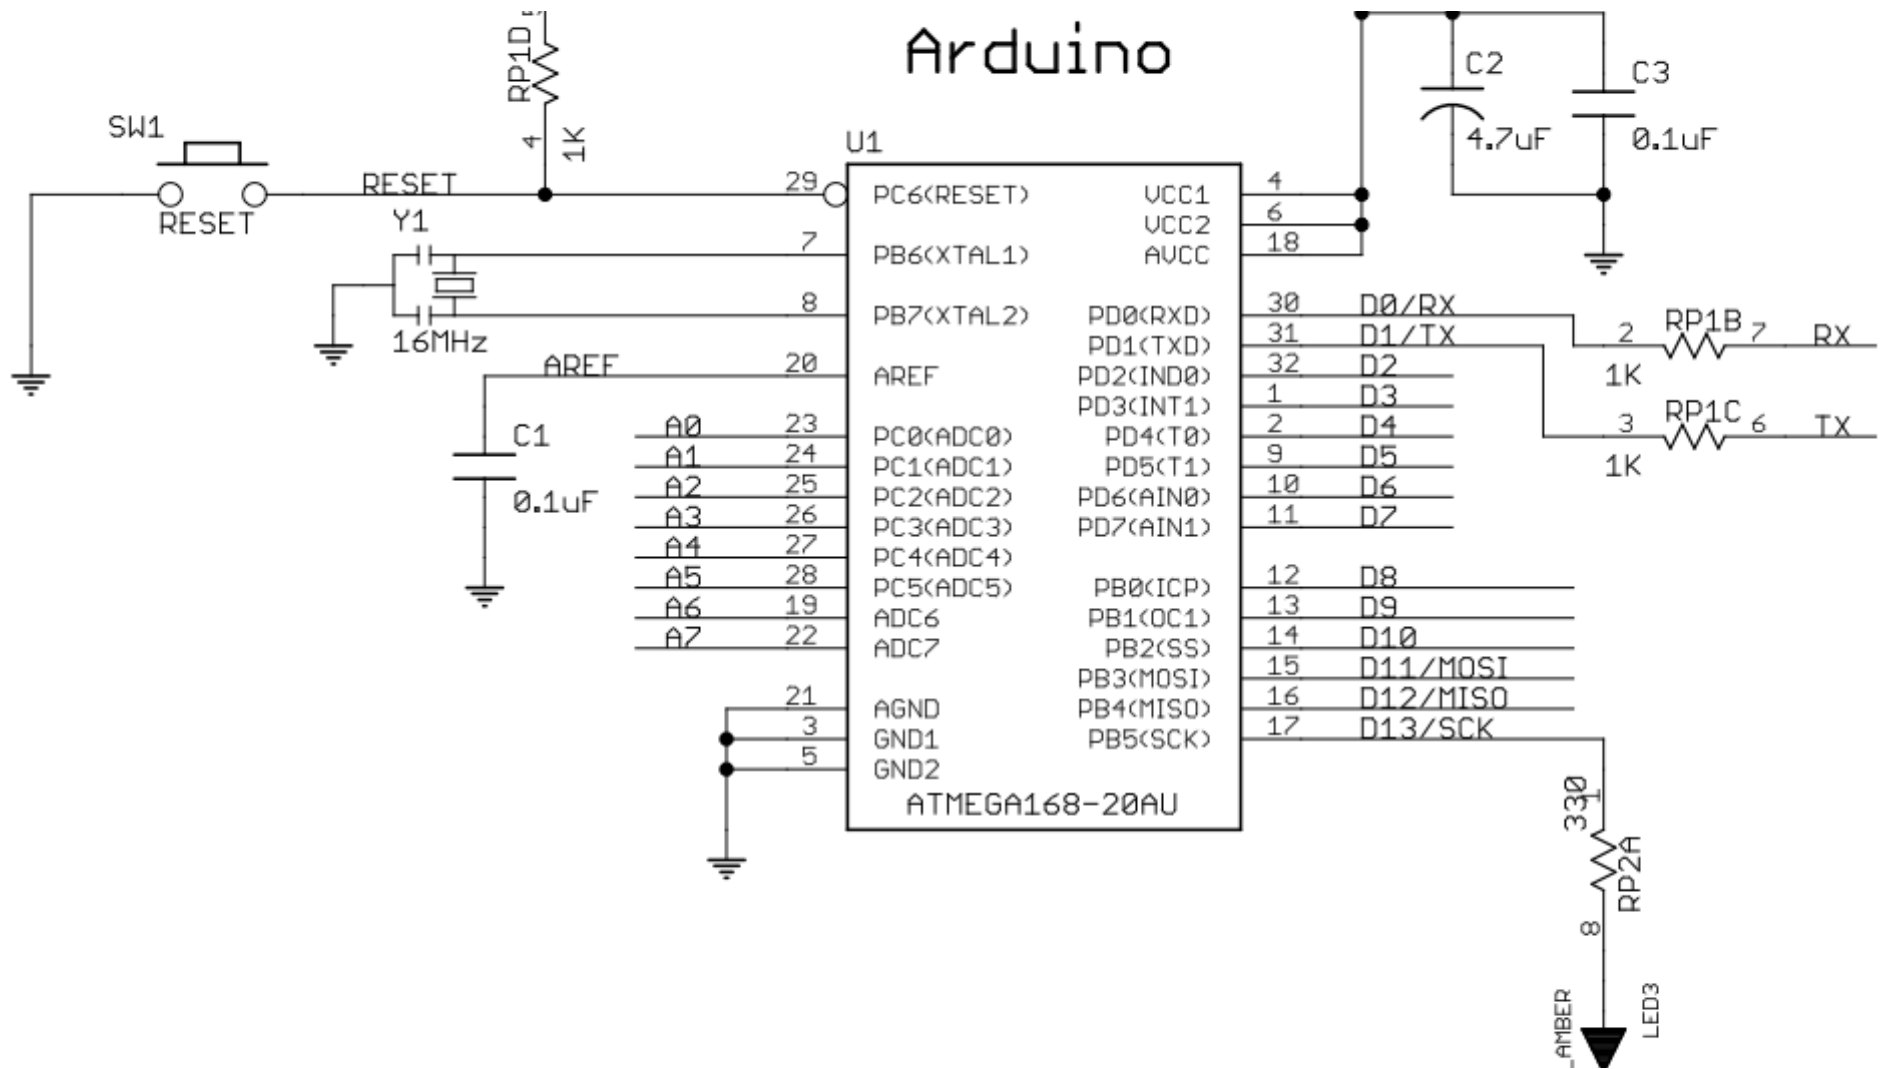 Arduino
RP1D
4
1K
SW1
RESET
RESET
Y1
16MHz
AREF
C1
0.1uF
U1
29 PC6(RESET)
7 PB6(XTAL1)
8 PB7(XTAL2)
20 AREF
A0 23 PC0(ADC0)
A1 24 PC1(ADC1)
A2 25 PC2(ADC2)
A3 26 PC3(ADC3)
A4 27 PC4(ADC4)
A5 28 PC5(ADC5)
A6 19 ADC6
A7 22 ADC7
21 AGND
3 GND1
5 GND2
VCC1 4
VCC2 6
AVCC 18
PD0(RXD) 30 D0/RX
PD1(TXD) 31 D1/TX
PD2(IND0) 32 D2
PD3(INT1) 1 D3
PD4(T0) 2 D4
PD5(T1) 9 D5
PD6(AIN0) 10 D6
PD7(AIN1) 11 D7
PB0(ICP) 12 D8
PB1(OC1) 13 D9
PB2(SS) 14 D10
PB3(MOSI) 15 D11/MOSI
PB4(MISO) 16 D12/MISO
PB5(SCK) 17 D13/SCK
ATMEGA168-20AU
C2
4.7uF
C3
0.1uF
RP1B
2 7 RX
1K
RP1C
3 6 TX
1K
330
1
RP2A
8
_AMBER
LED3